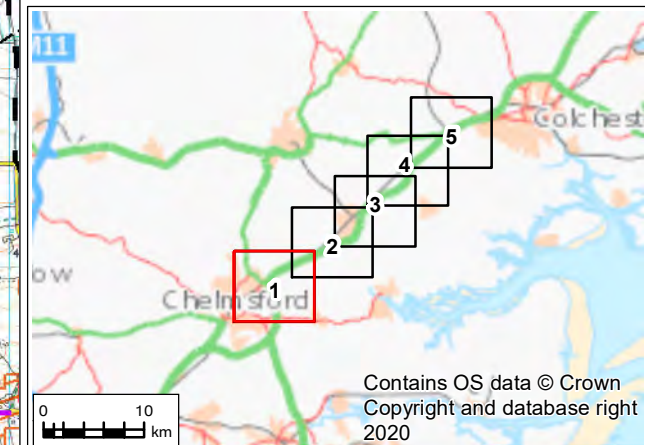 M11
Colchest
5
4
3
2
ow
1
Chelmsford
0 10
km
Contains OS data © Crown
Copyright and database right
2020